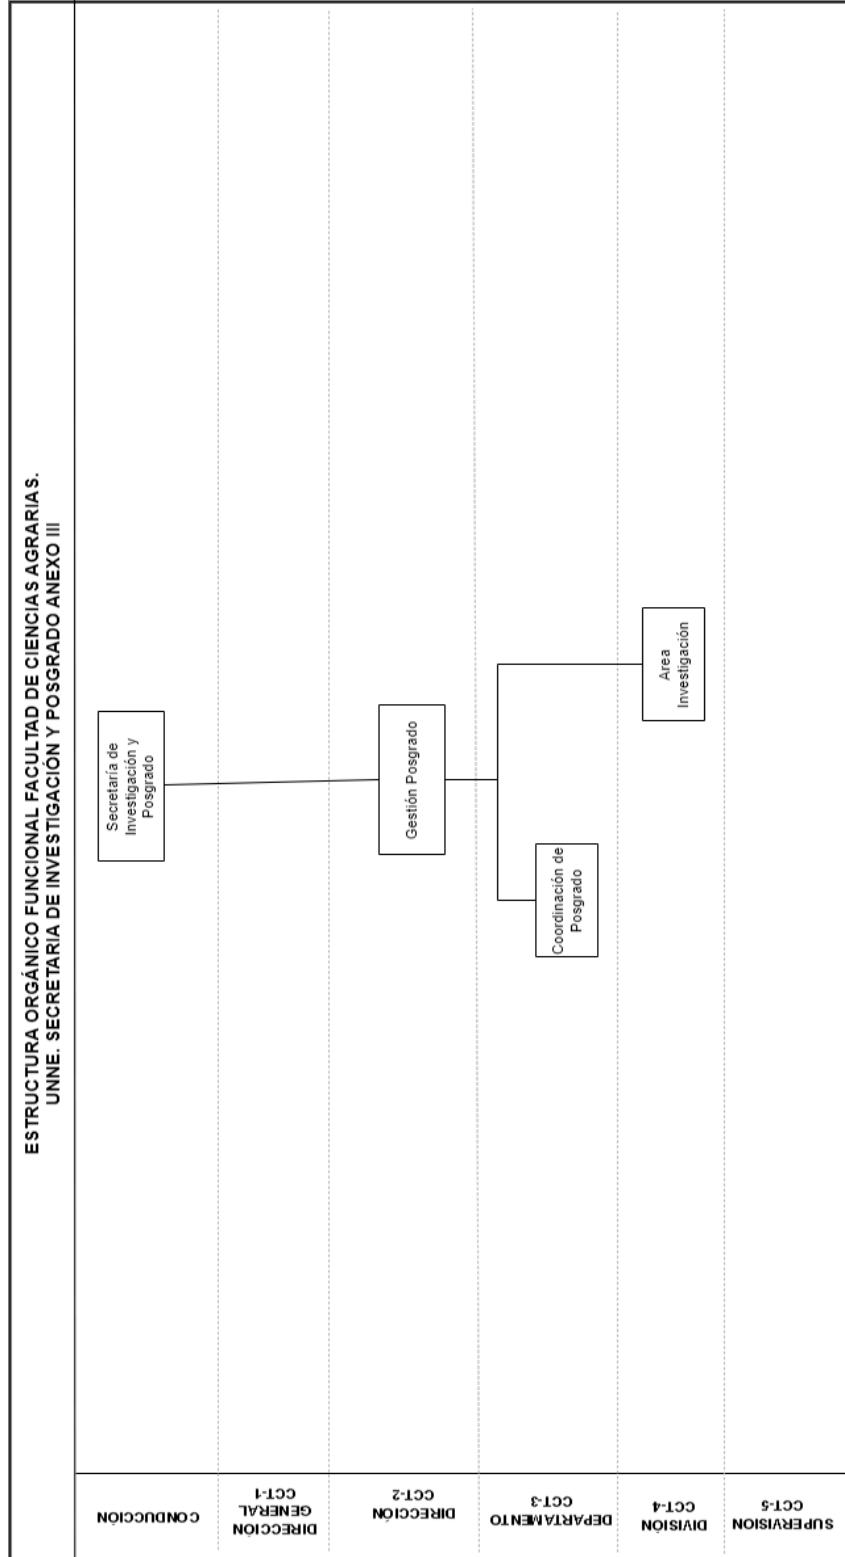 ESTRUCTURA ORGÁNICO FUNCIONAL FACULTAD DE CIENCIAS AGRARIAS.
UNNE. SECRETARIA DE INVESTIGACIÓN Y POSGRADO ANEXO III
CONDUCCIÓN
Secretaría de
Investigación y
Posgrado
DIRECCIÓN
GENERAL
CCT-1
DIRECCIÓN
CCT-2
Gestión Posgrado
DEPARTAMENTO
CCT-3
Coordinación de
Posgrado
DIVISIÓN
CCT-4
Area
Investigación
SUPERVISION
CCT-5